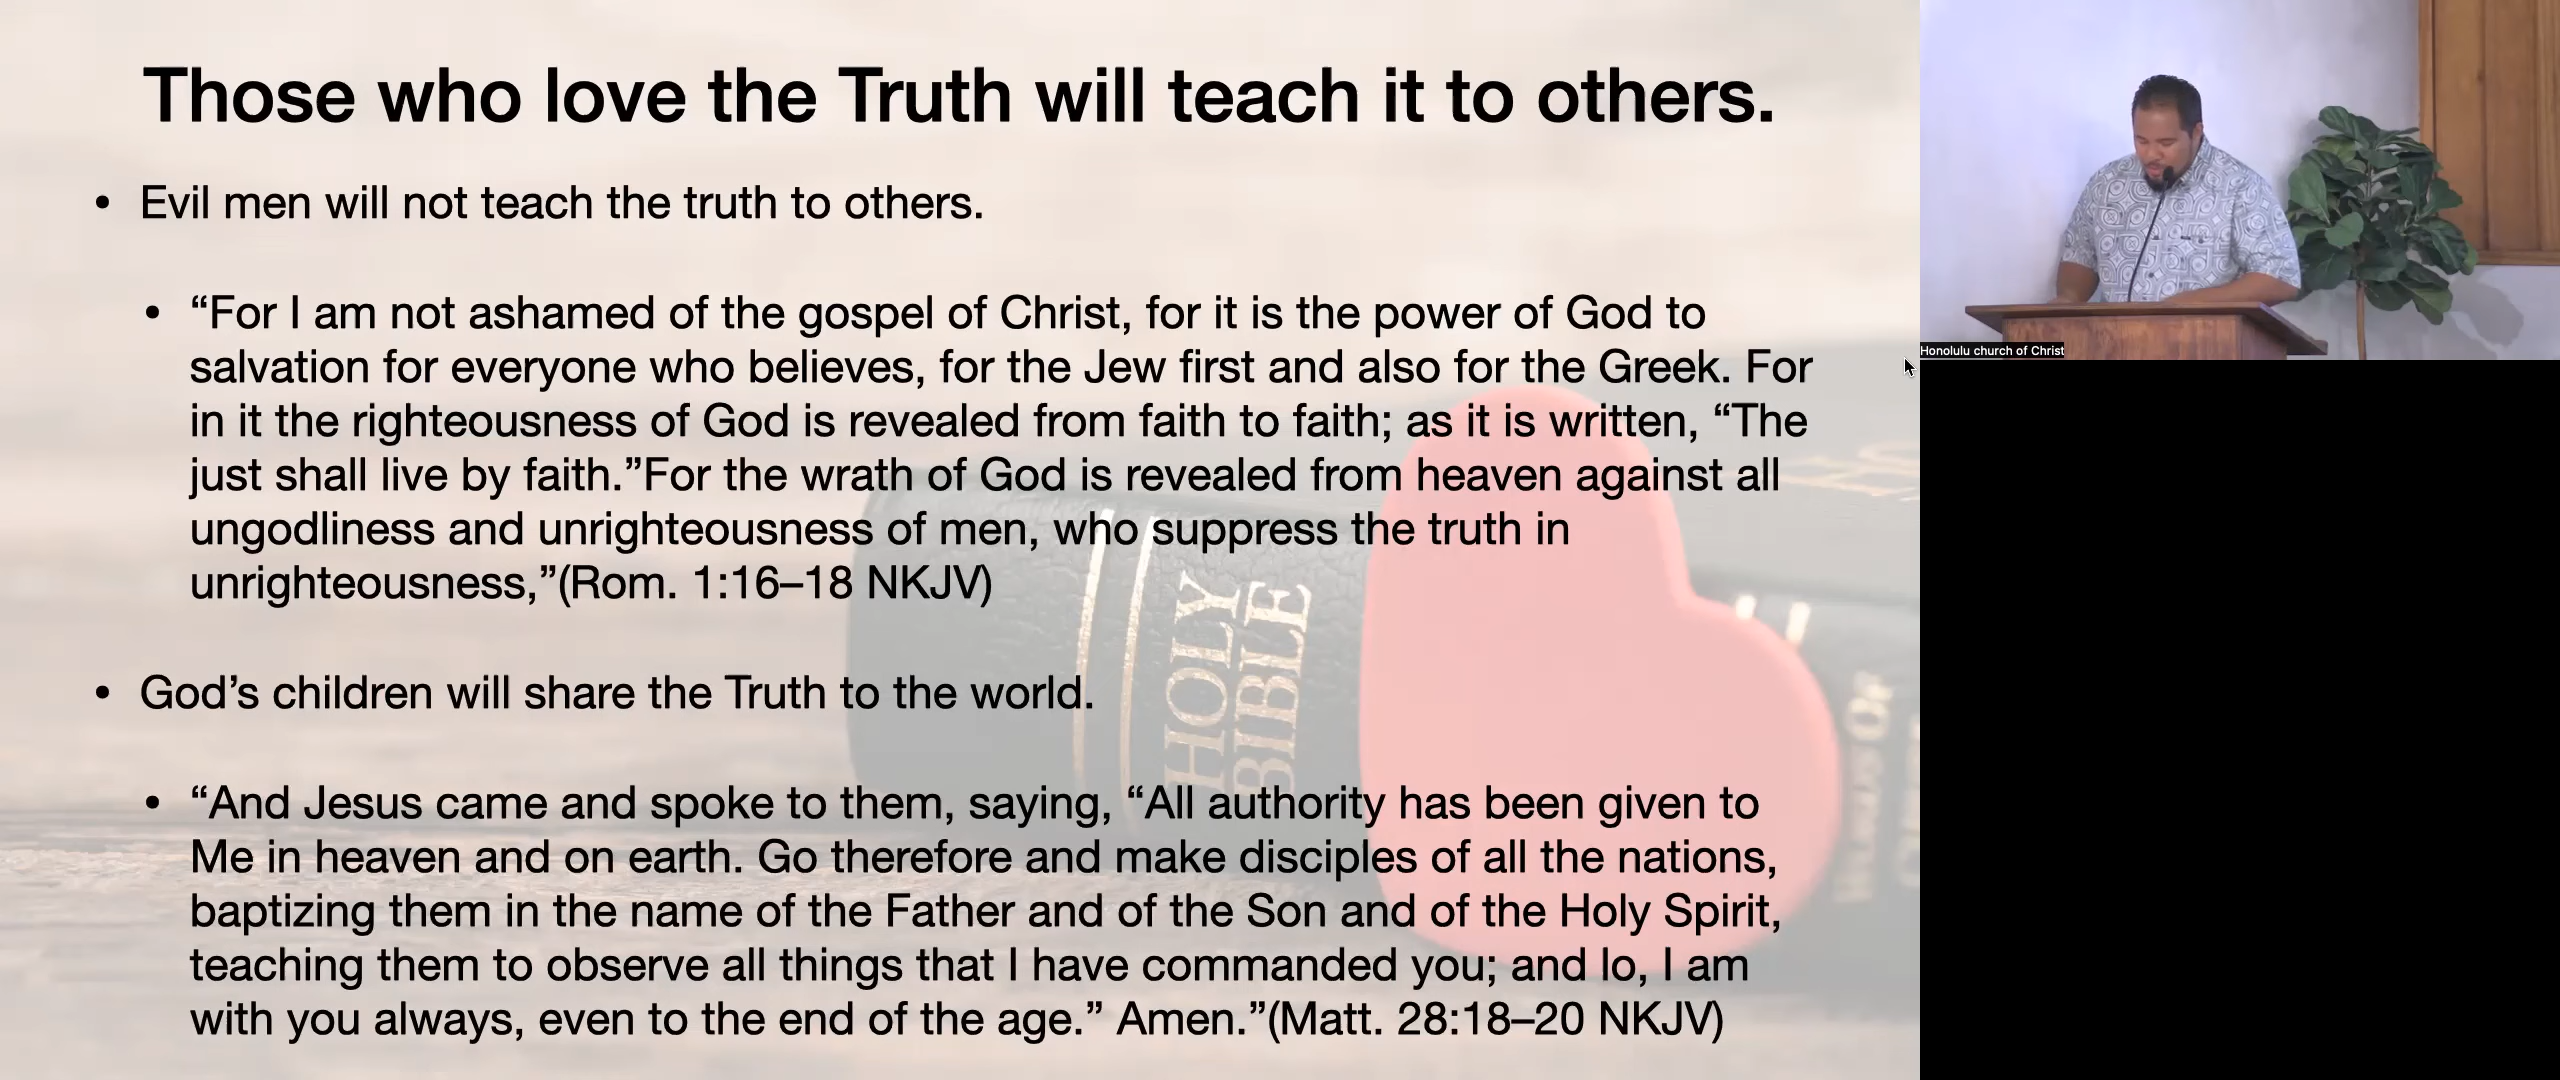 Those who love the Truth will teach it to others.
• Evil men will not teach the truth to others.
• “For I am not ashamed of the gospel of Christ, for it is the power of God to
salvation for everyone who believes, for the Jew first and also for the Greek. For
in it the righteousness of God is revealed from faith to faith; as it is written, “The
just shall live by faith.”For the wrath of God is revealed from heaven against all
ungodliness and unrighteousness of men, who suppress the truth in
unrighteousness,”(Rom. 1:16–18 NKJV)
• God’s children will share the Truth to the world.
• “And Jesus came and spoke to them, saying, “All authority has been given to
Me in heaven and on earth. Go therefore and make disciples of all the nations,
baptizing them in the name of the Father and of the Son and of the Holy Spirit,
teaching them to observe all things that I have commanded you; and lo, I am
with you always, even to the end of the age.” Amen.”(Matt. 28:18–20 NKJV)
HOLY
BIBLE
Honolulu church of Christ